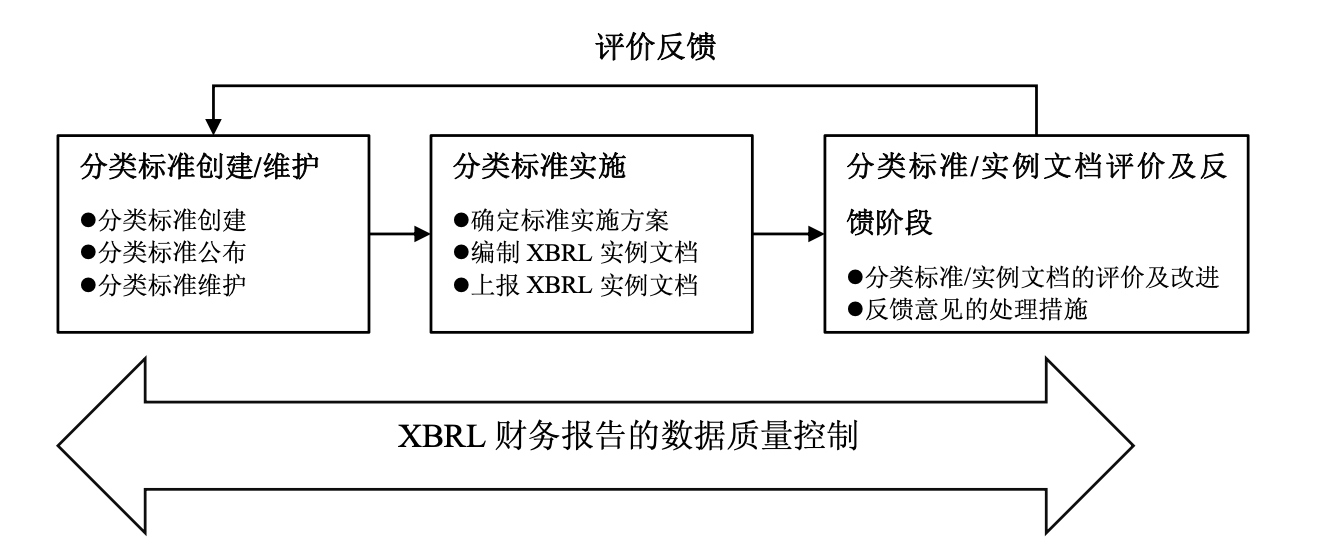 评价反馈
分类标准创建/维护
●分类标准创建
●分类标准公布
●分类标准维护
分类标准实施
●确定标准实施方案
●编制 XBRL 实例文档
●上报 XBRL 实例文档
分类标准/实例文档评价及反
馈阶段
●分类标准/实例文档的评价及改进
●反馈意见的处理措施
XBRL 财务报告的数据质量控制